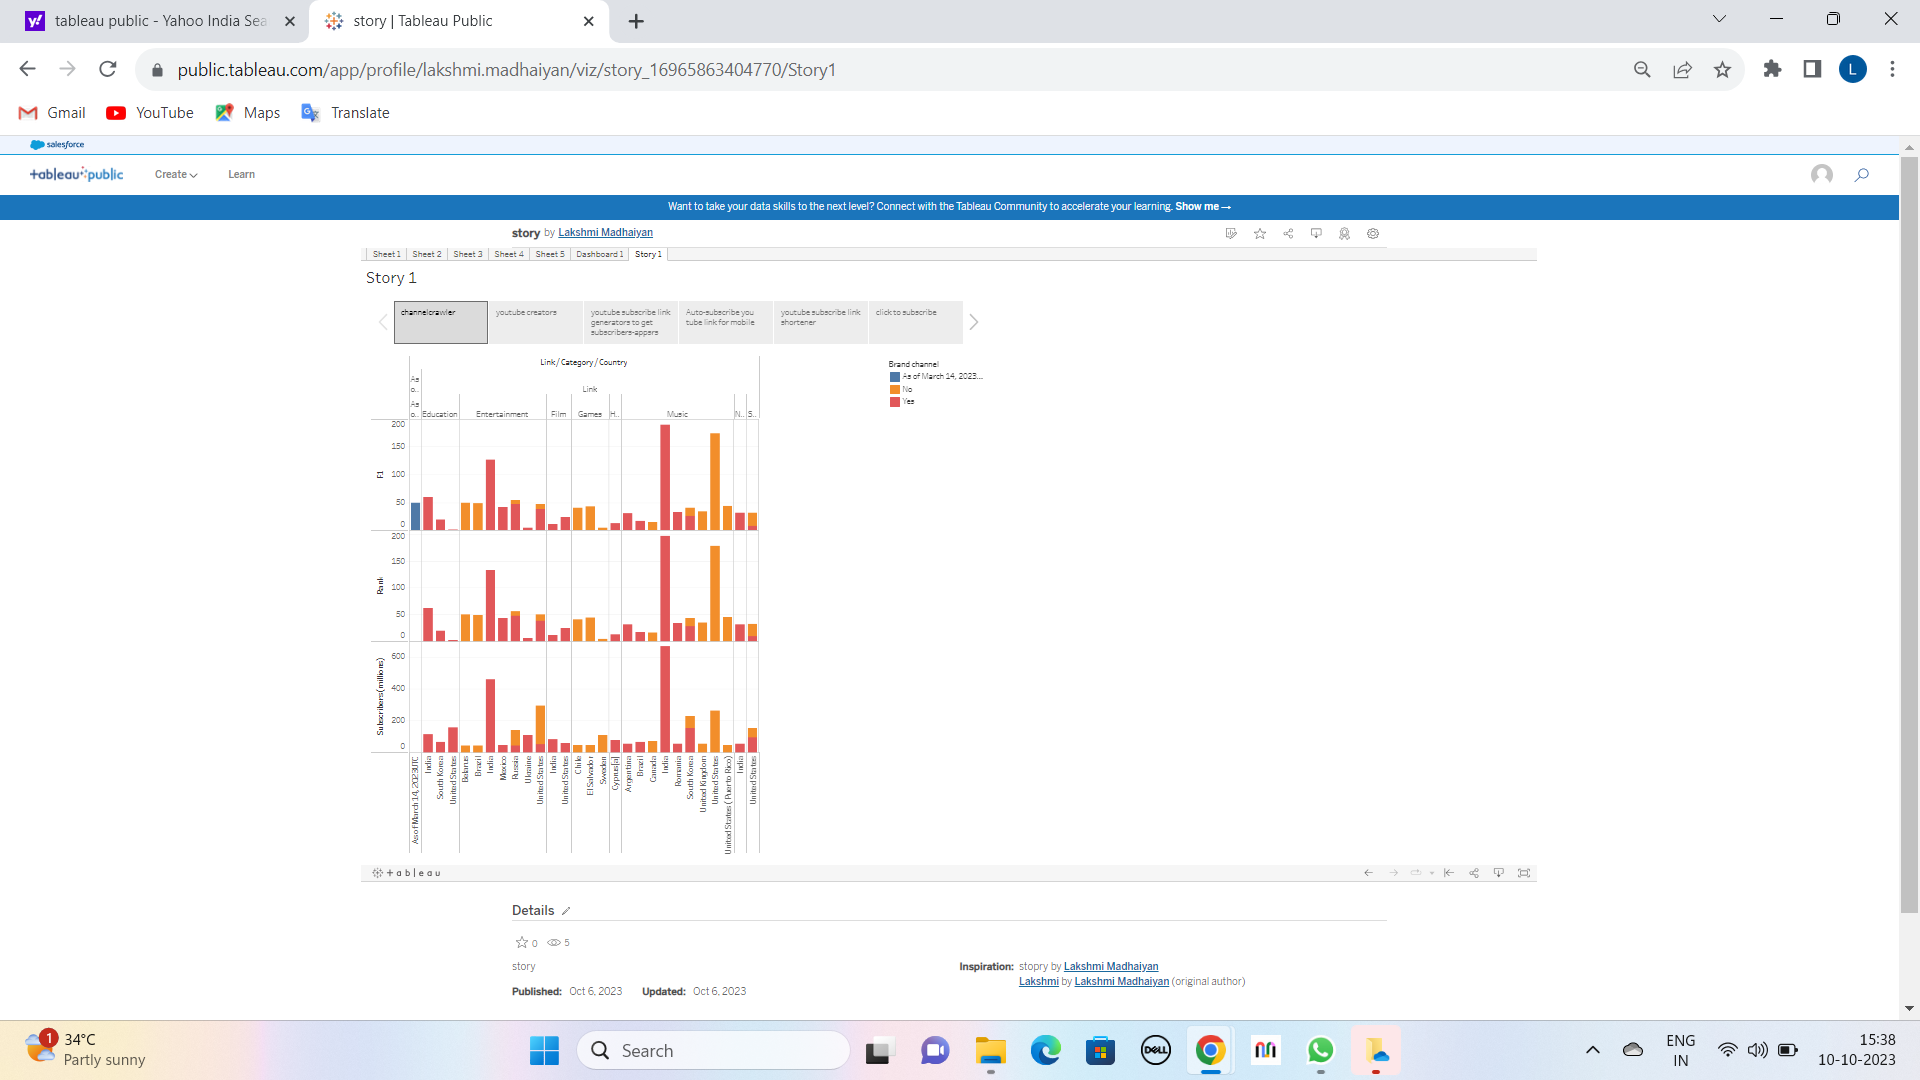 tableau public - Yahoo India Sea
story | Tableau Public
public.tableau.com/app/profile/lakshmi.madhaiyan/viz/story_16965863404770/Story1
L
Gmail
YouTube
Maps
Translate
salesforce
+ableau public
Create
Learn
Want to take your data skills to the next level? Connect with the Tableau Community to accelerate your learning. Show me →
story by Lakshmi Madhaiyan
Sheet 1
Sheet 2
Sheet 3
Sheet 4
Sheet 5
Dashboard 1
Story 1
Story 1
channelcrawler
youtube creators
youtube subscribe link
generators to get
subscribers-appsrs
Auto-subscribe you
tube link for mobile
youtube subscribe link
shortener
click to subscribe
Link / Category / Country
As
o..
Link
As
o..
Education
Entertainment
Film
Games
H..
Music
N..
S..
Brand channel
As of March 14, 2023...
No
Yes
F1
200
150
100
50
0
Rank
200
150
100
50
0
Subscribers (millions)
600
400
200
0
As of March 14, 2023UTC
India
South Korea
United States
Belarus
Brazil
India
Mexico
Russia
Ukraine
United States
India
United States
Chile
El Salvador
Sweden
Cyprus[a]
Argentina
Brazil
Canada
India
Romania
South Korea
United Kingdom
United States
United States ( Puerto Rico)
India
United States
+ a b | e a u
Details
0
5
story
Published: Oct 6, 2023
Updated: Oct 6, 2023
Inspiration: stopry by Lakshmi Madhaiyan
Lakshmi by Lakshmi Madhaiyan (original author)
1
34°C
Partly sunny
Search
DELL
ENG
IN
15:38
10-10-2023